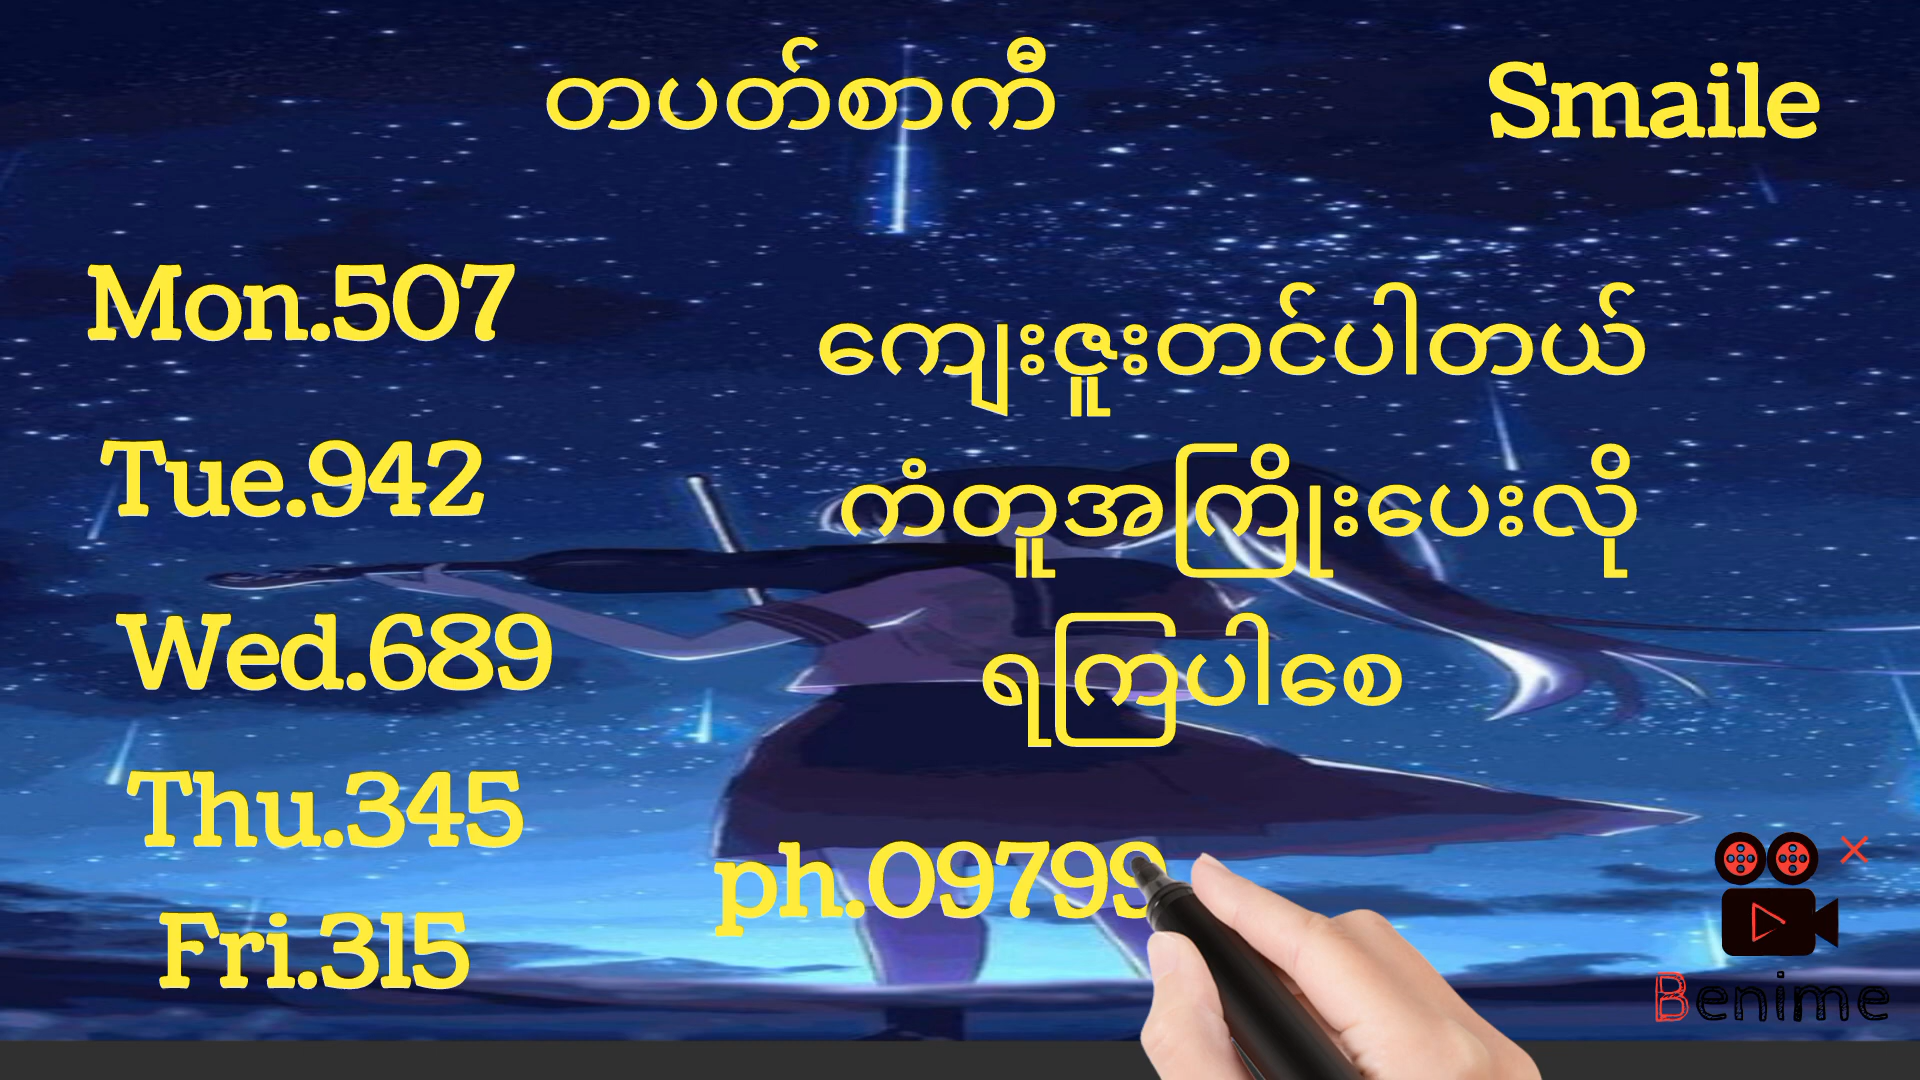 တပတ်စာကီ
Smaile
Mon.507
Tue.942
Wed.689
Thu.345
Fri.315
ကျေးဇူးတင်ပါတယ်
ကံတူအကြိုးပေးလို
ရကြပါစေ
ph.09799
Benime